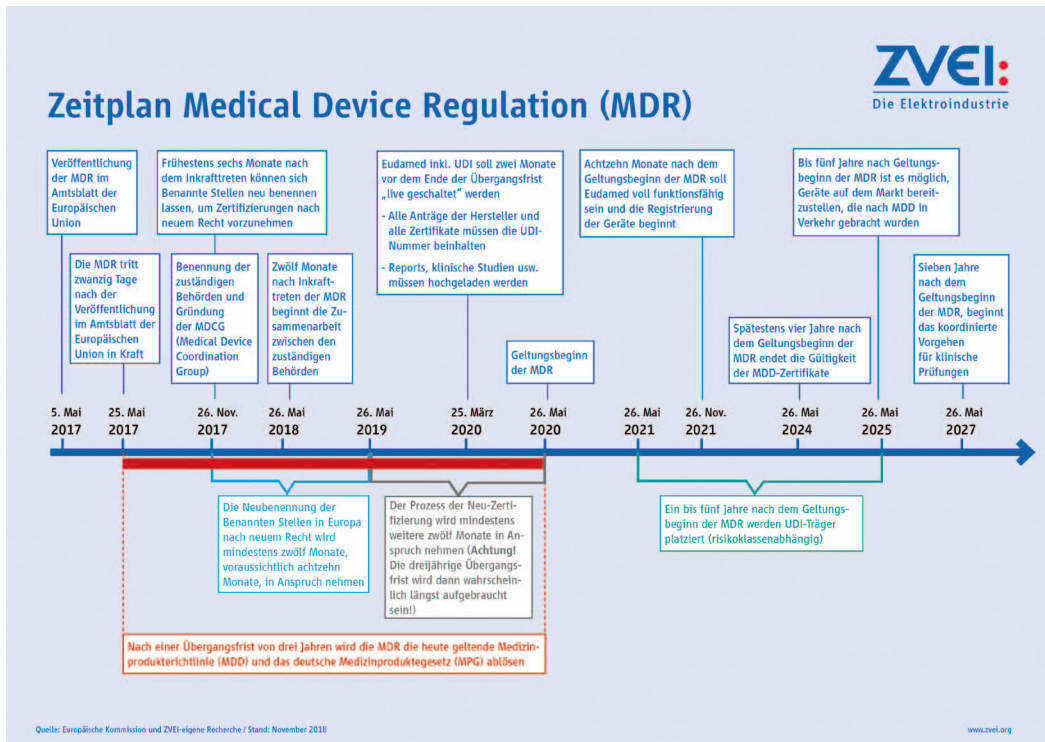 ZVEI:
Die Elektroindustrie
Zeitplan Medical Device Regulation (MDR)
Veröffentlichung
der MDR im
Amtsblatt der
Europäischen
Union
Frühestens sechs Monate nach
dem Inkrafttreten können sich
Benannte Stellen neu benennen
lassen, um Zertifizierungen nach
neuem Recht vorzunehmen
Eudamed inkl. UDI soll zwei Monate
vor dem Ende der Übergangsfrist
„live geschaltet“ werden
- Alle Anträge der Hersteller und
alle Zertifikate müssen die UDI-
Nummer beinhalten
- Reports, klinische Studien usw.
müssen hochgeladen werden
Achtzehn Monate nach dem
Geltungsbeginn der MDR soll
Eudamed voll funktionsfähig
sein und die Registrierung
der Geräte beginnt
Bis fünf Jahre nach Geltungs-
beginn der MDR ist es möglich,
Geräte auf dem Markt bereit-
zustellen, die nach MDD in
Verkehr gebracht wurden
Die MDR tritt
zwanzig Tage
nach der
Veröffentlichung
im Amtsblatt der
Europäischen
Union in Kraft
Benennung der
zuständigen
Behörden und
Gründung
der MDCG
(Medical Device
Coordination
Group)
Zwölf Monate
nach Inkraft-
treten der MDR
beginnt die Zu-
sammenarbeit
zwischen den
zuständigen
Behörden
Geltungsbeginn
der MDR
Spätestens vier Jahre nach
dem Geltungsbeginn der
MDR endet die Gültigkeit
der MDD-Zertifikate
Sieben Jahre
nach dem
Geltungsbeginn
der MDR, beginnt
das koordinierte
Vorgehen
für klinische
Prüfungen
5. Mai
2017
25. Mai
2017
26. Nov.
2017
26. Mai
2018
26. Mai
2019
25. März
2020
26. Mai
2020
26. Mai
2021
26. Nov.
2021
26. Mai
2024
26. Mai
2025
26. Mai
2027
Die Neubenennung der
Benannten Stellen in Europa
nach neuem Recht wird
mindestens zwölf Monate,
voraussichtlich achtzehn
Monate, in Anspruch nehmen
Der Prozess der Neu-Zerti-
fizierung wird mindestens
weitere zwölf Monate in An-
spruch nehmen (Achtung!
Die dreijährige Übergangs-
frist wird dann wahrschein-
lich längst aufgebraucht
sein!)
Ein bis fünf Jahre nach dem Geltungs-
beginn der MDR werden UDI-Träger
platziert (risikoklassenabhängig)
Nach einer Übergangsfrist von drei Jahren wird die MDR die heute geltende Medizin-
produkterichtlinie (MDD) und das deutsche Medizinproduktegesetz (MPG) ablösen
Quelle: Europäische Kommission und ZVEI-eigene Recherche / Stand: November 2018
www.zvei.org